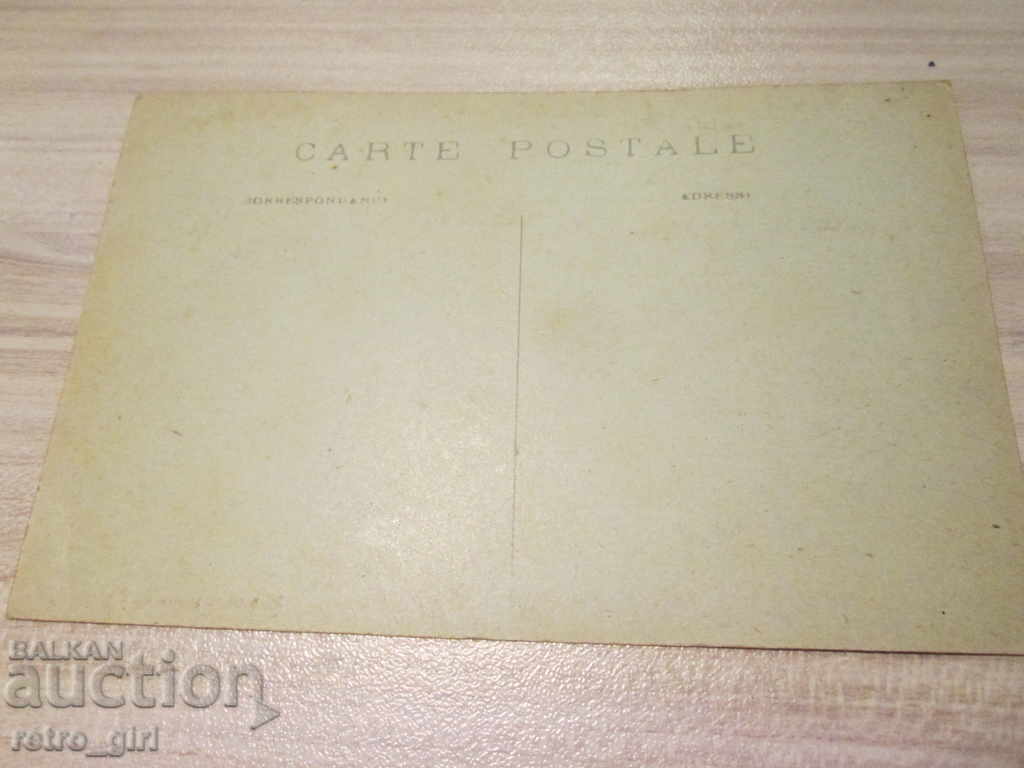 CARTE POSTALE
CORRESPONDANCE
ADRESSE
BALKAN
auction
retro_girl